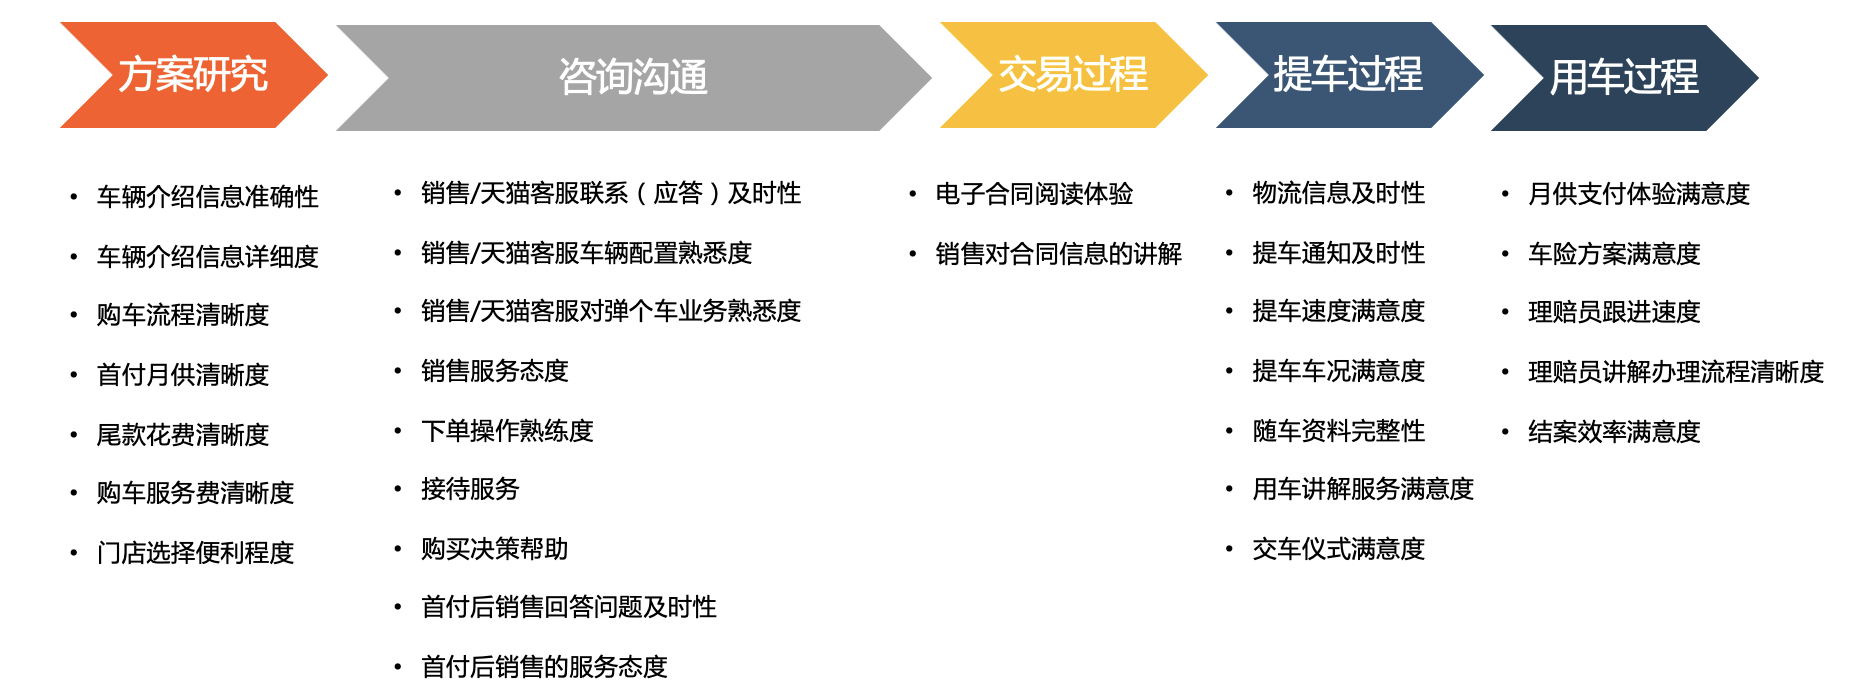 方案研究
车辆介绍信息准确性
车辆介绍信息详细度
购车流程清晰度
首付月供清晰度
尾款花费清晰度
购车服务费清晰度
门店选择便利程度
咨询沟通
销售/天猫客服联系（应答）及时性
销售/天猫客服车辆配置熟悉度
销售/天猫客服对弹个车业务熟悉度
销售服务态度
下单操作熟练度
接待服务
购买决策帮助
首付后销售回答问题及时性
首付后销售的服务态度
交易过程
电子合同阅读体验
销售对合同信息的讲解
提车过程
物流信息及时性
提车通知及时性
提车速度满意度
提车车况满意度
随车资料完整性
用车讲解服务满意度
交车仪式满意度
用车过程
月供支付体验满意度
车险方案满意度
理赔员跟进速度
理赔员讲解办理流程清晰度
结案效率满意度